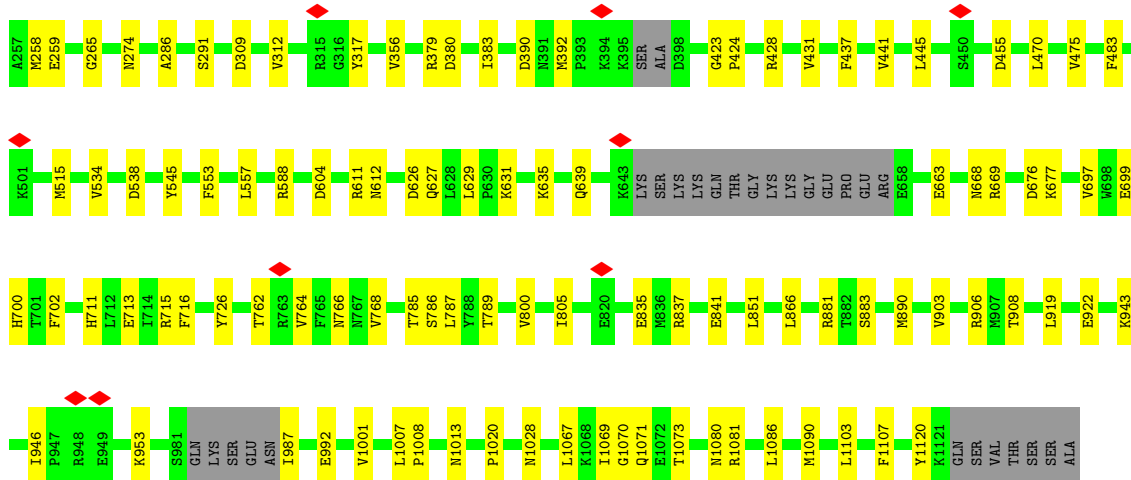 A257 M258 E259 G265 N274 A286 S291 D309 V312 R315 G316 Y317 V356 R379 D380 I383 D390 N391 M392 P393 K394 K395 SER ALA D398 G423 P424 R428 V431 F437 V441 L445 S450 D455 L470 V475 F483
K501 M515 V534 D538 Y545 F553 L557 R588 D604 R611 N612 D626 Q627 L628 L629 P630 K631 K635 Q639 K643 LYS SER LYS LYS GLN THR GLY LYS LYS GLY GLU GLU PRO GLU ARG E658 E663 N668 R669 D676 K677 V697 W698 E699
H700 T701 F702 H711 L712 E713 I714 R715 F716 Y726 T762 R763 V764 F765 N766 N767 V768 T785 S786 L787 Y788 T789 V800 I805 E820 E835 M836 R837 E841 L851 L866 R881 T882 S883 M890 V903 R906 M907 T908 L919 E922 K943
I946 P947 R948 E949 K953 S981 GLN LYS SER GLU ASN I987 E992 V1001 L1007 P1008 N1013 P1020 N1028 L1067 K1068 I1069 G1070 Q1071 E1072 T1073 N1080 R1081 L1086 M1090 L1103 F1107 Y1120 K1121 GLN SER VAL THR SER SER ALA